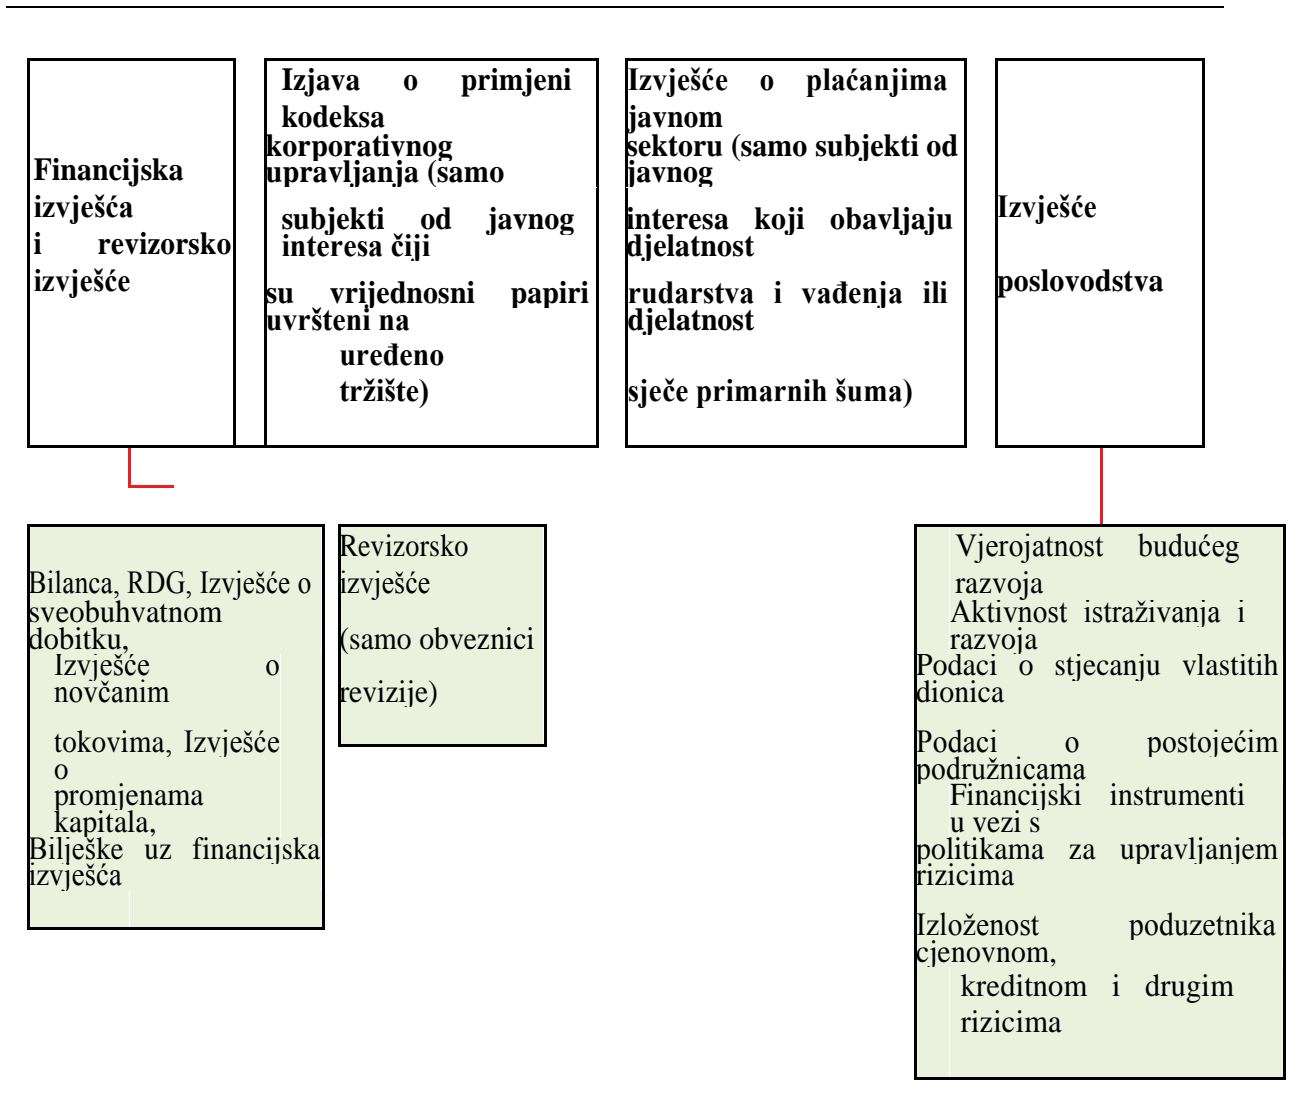 Financijska
izvješća
i revizorsko
izvješće
Izjava o primjeni
kodeksa
korporativnog
upravljanja (samo
subjekti od javnog
interesa čiji
su vrijednosni papiri
uvršteni na
uređeno
tržište)
Izvješće o plaćanjima
javnom
sektoru (samo subjekti od
javnog
interesa koji obavljaju
djelatnost
rudarstva i vađenja ili
djelatnost
sječe primarnih šuma)
Izvješće
poslovodstva
Bilanca, RDG, Izvješće o
sveobuhvatnom
dobitku,
Izvješće o
novčanim
tokovima, Izvješće
o
promjenama
kapitala,
Bilješke uz financijska
izvješća
Revizorsko
izvješće
(samo obveznici
revizije)
Vjerojatnost budućeg
razvoja
Aktivnost istraživanja i
razvoja
Podaci o stjecanju vlastitih
dionica
Podaci o postojećim
podružnicama
Financijski instrumenti
u vezi s
politikama za upravljanjem
rizicima
Izloženost poduzetnika
cjenovnom,
kreditnom i drugim
rizicima